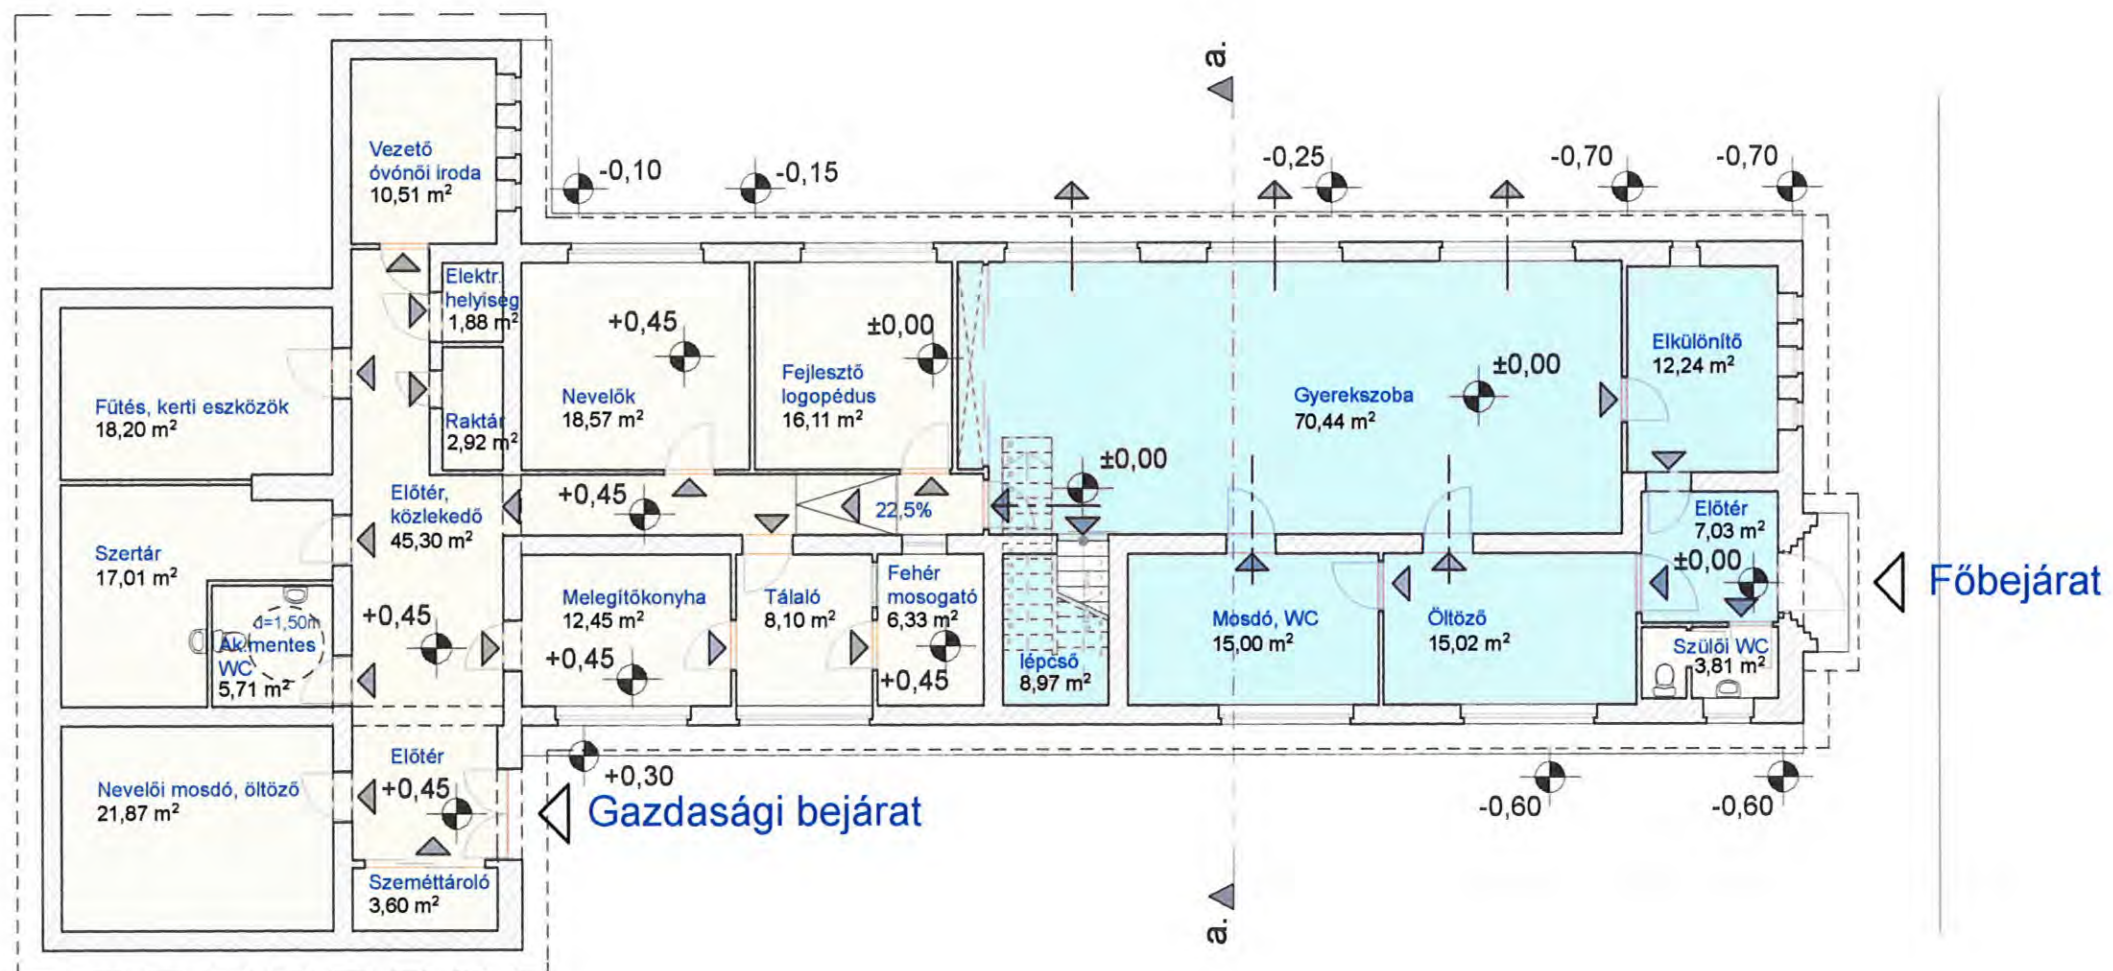 a.
-0,10
-0,15
-0,25
-0,70
-0,70
Vezető
óvónői iroda
10,51 m²
Elektr.
helyiség
1,88 m²
+0,45
±0,00
±0,00
Elkülönítő
12,24 m²
Fűtés, kerti eszközök
18,20 m²
Raktár
2,92 m²
Nevelők
18,57 m²
Fejlesztő
logopédus
16,11 m²
Gyerekszoba
70,44 m²
±0,00
Előtér,
közlekedő
45,30 m²
+0,45
22,5%
Előtér
7,03 m²
±0,00
Főbejárat
Szertár
17,01 m²
d=1,50m
Ak.mentes
WC
5,71 m²
+0,45
Melegítőkonyha
12,45 m²
+0,45
Tálaló
8,10 m²
Fehér
mosogató
6,33 m²
+0,45
lépcső
8,97 m²
Mosdó, WC
15,00 m²
Öltöző
15,02 m²
Szülői WC
3,81 m²
Előtér
+0,45
Nevelői mosdó, öltöző
21,87 m²
+0,30
Gazdasági bejárat
-0,60
-0,60
Szeméttároló
3,60 m²
a.